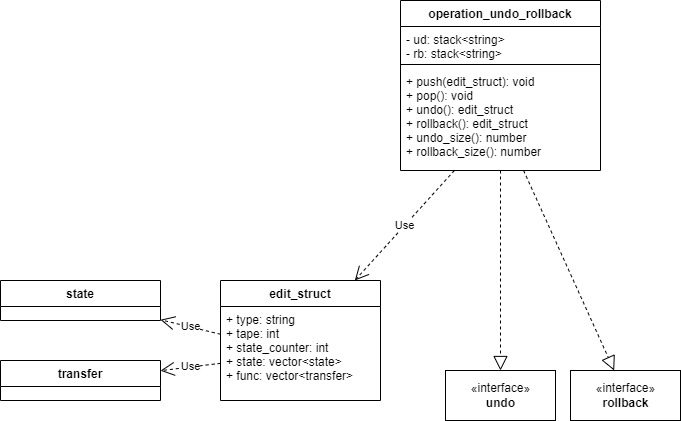 operation_undo_rollback
- ud: stack<string>
- rb: stack<string>
+ push(edit_struct): void
+ pop(): void
+ undo(): edit_struct
+ rollback(): edit_struct
+ undo_size(): number
+ rollback_size(): number
Use
state
edit_struct
+ type: string
+ tape: int
+ state_counter: int
+ state: vector<state>
+ func: vector<transfer>
Use
Use
transfer
«interface»
undo
«interface»
rollback